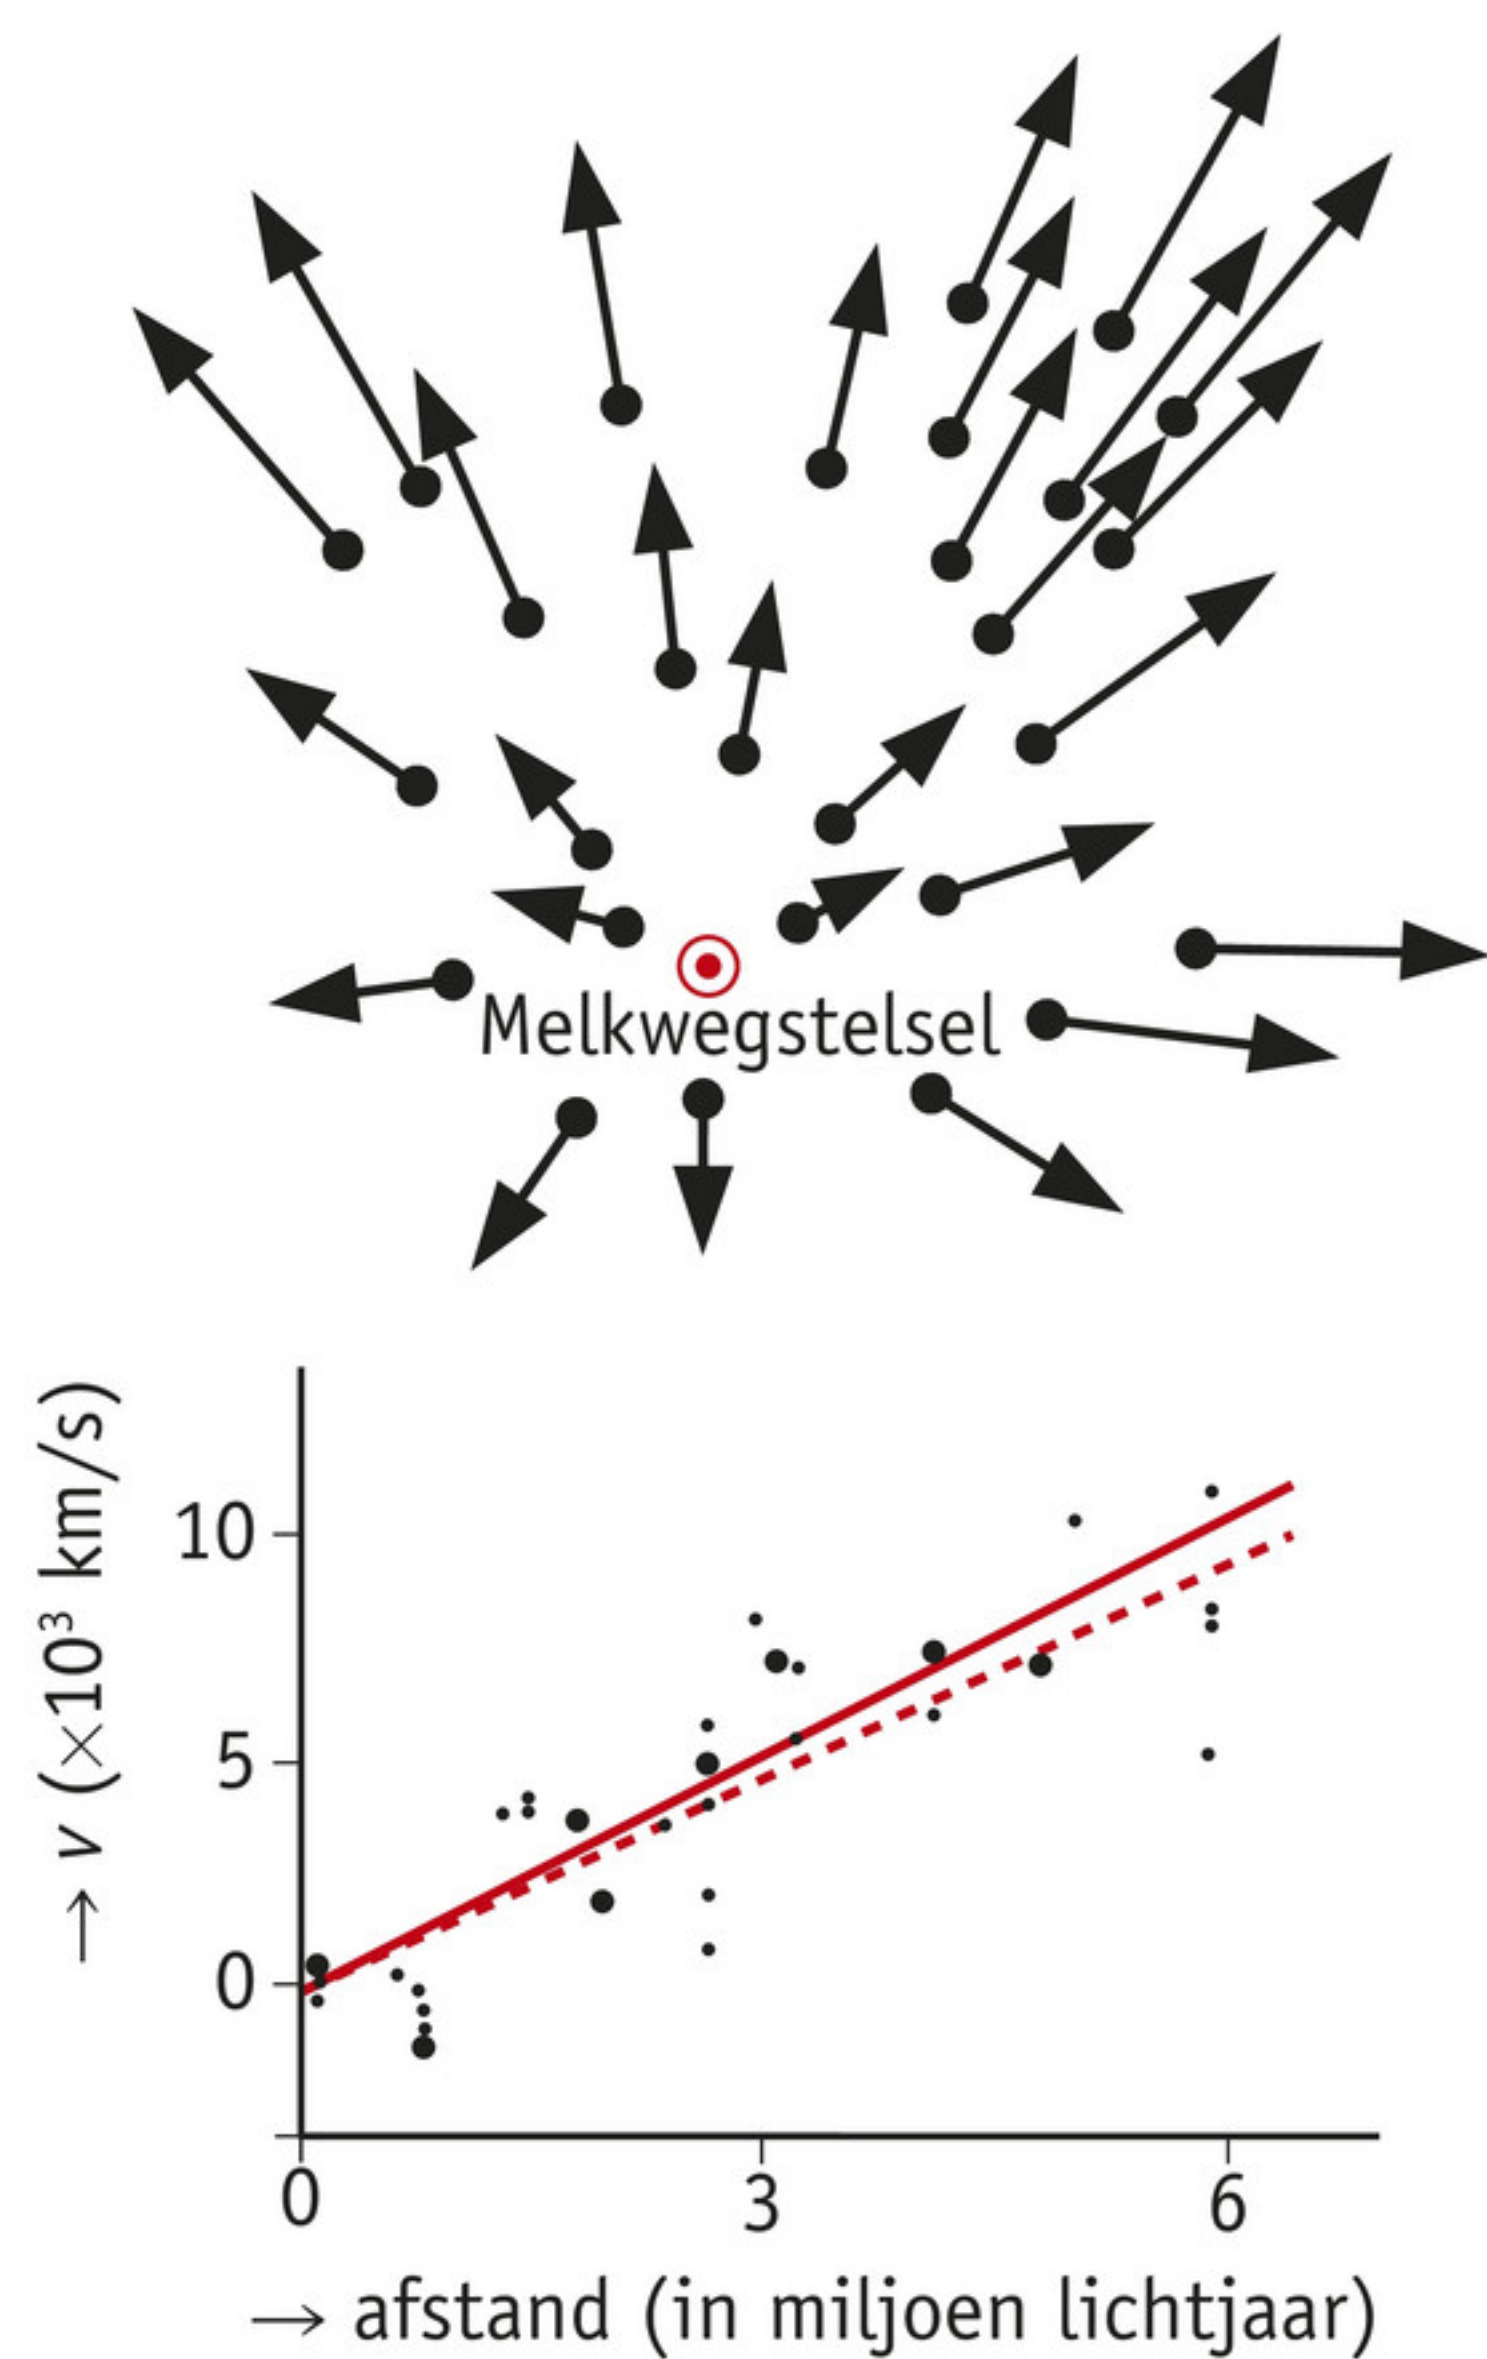 Melkwegstelsel
→ v (×10³ km/s)
10
5
0
0 3 6
→ afstand (in miljoen lichtjaar)